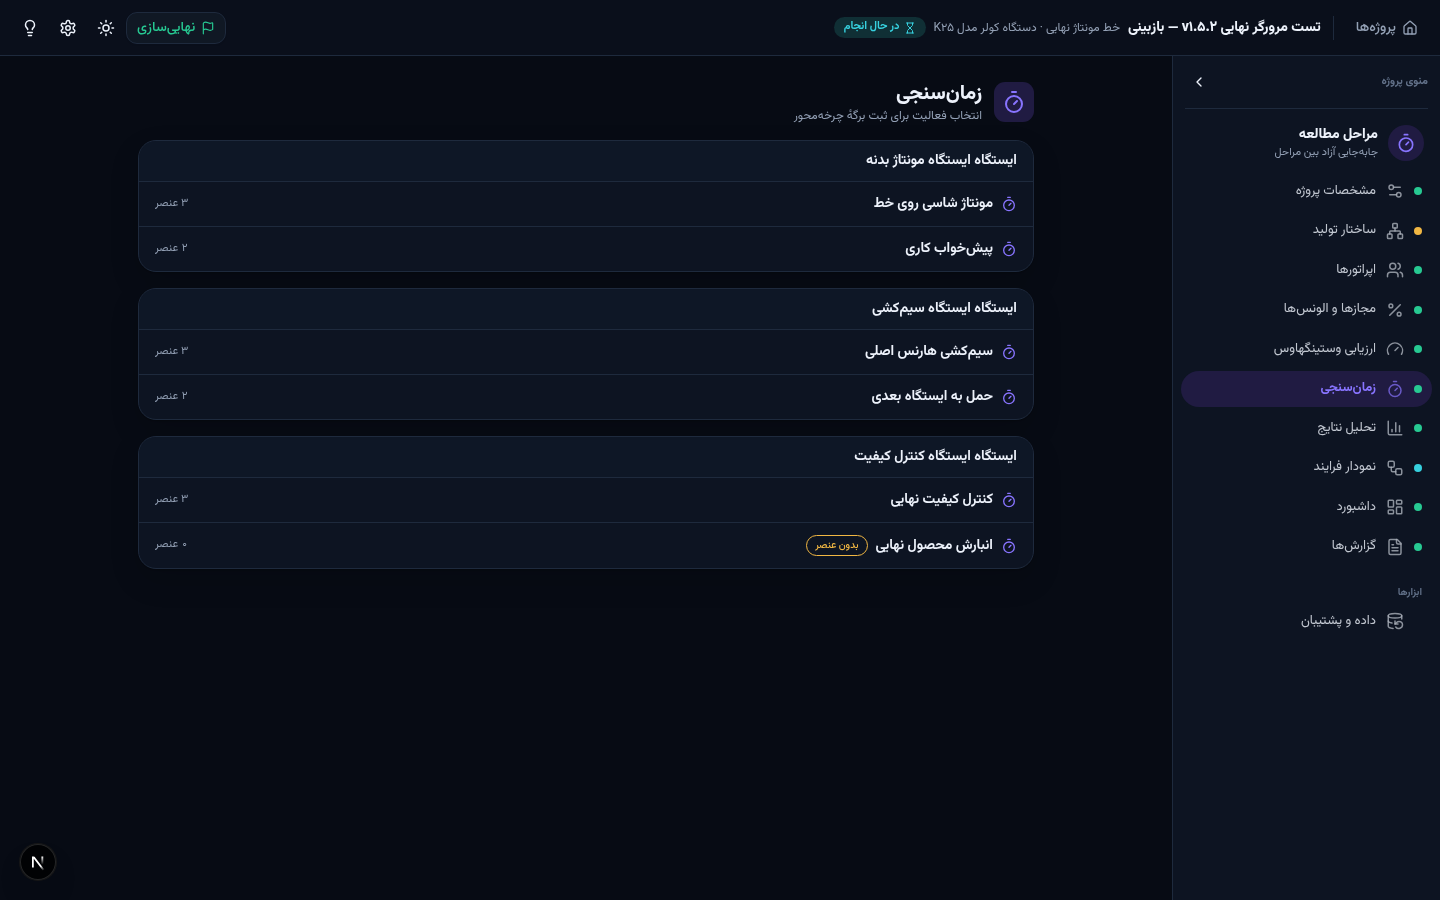 پروژه‌ها
تست مرورگر نهایی v۱.۵.۲ — بازبینی
خط مونتاژ نهایی · دستگاه کولر مدل K۲۵
در حال انجام
نهایی‌سازی
منوی پروژه
مراحل مطالعه
جابه‌جایی آزاد بین مراحل
مشخصات پروژه
ساختار تولید
اپراتورها
مجازها و الونس‌ها
ارزیابی وستینگهاوس
زمان‌سنجی
تحلیل نتایج
نمودار فرایند
داشبورد
گزارش‌ها
ابزارها
داده و پشتیبان
زمان‌سنجی
انتخاب فعالیت برای ثبت برگهٔ چرخه‌محور
ایستگاه ایستگاه مونتاژ بدنه
مونتاژ شاسی روی خط
۳ عنصر
پیش‌خواب کاری
۲ عنصر
ایستگاه ایستگاه سیم‌کشی
سیم‌کشی هارنس اصلی
۳ عنصر
حمل به ایستگاه بعدی
۲ عنصر
ایستگاه ایستگاه کنترل کیفیت
کنترل کیفیت نهایی
۳ عنصر
انبارش محصول نهایی
بدون عنصر
۰ عنصر